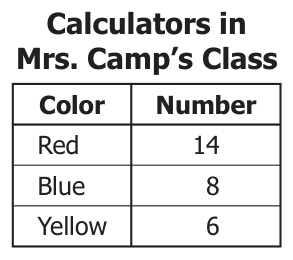 Calculators in
Mrs. Camp's Class
Color Number
Red 14
Blue 8
Yellow 6